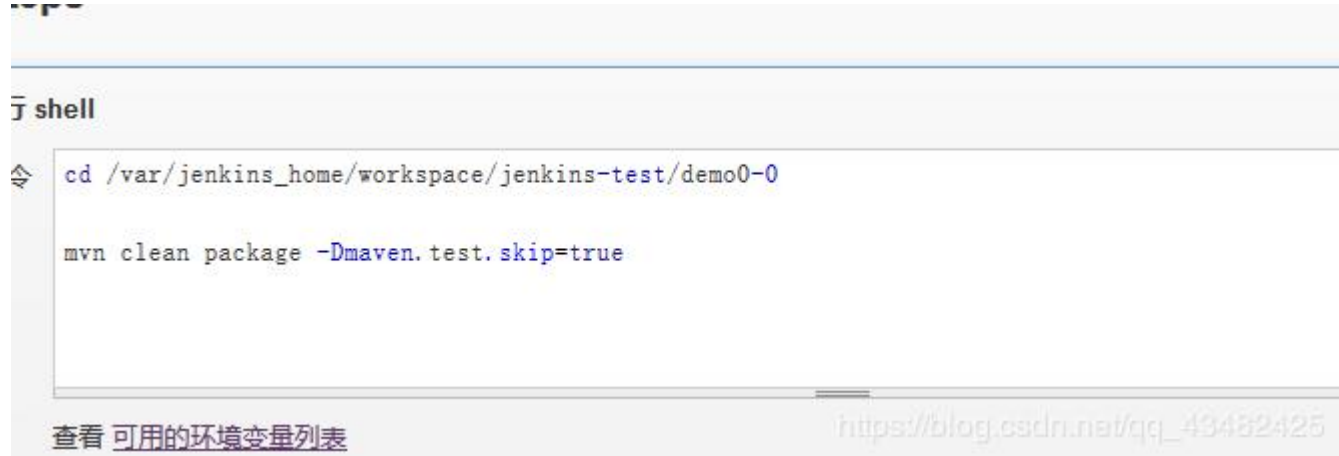 shell
令
cd /var/jenkins_home/workspace/jenkins-test/demo0-0
mvn clean package -Dmaven.test.skip=true
查看 可用的环境变量列表
https://blog.csdn.net/qq_43482425